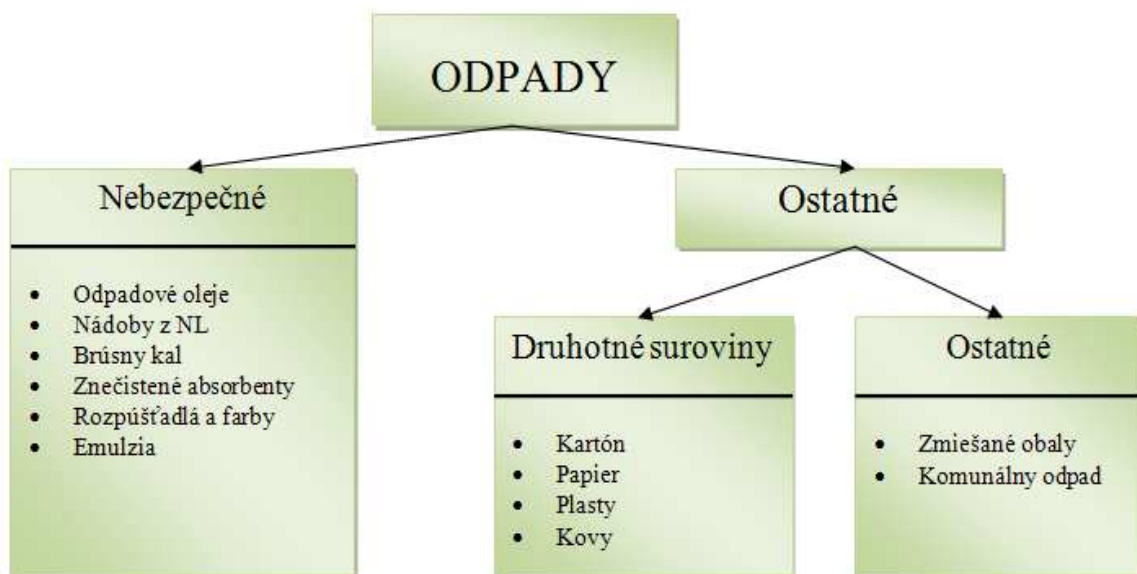 ODPADY
Nebezpečné
• Odpadové oleje
• Nádoby z NL
• Brúsny kal
• Znečistené absorbenty
• Rozpúšťadlá a farby
• Emulzia
Ostatné
Druhotné suroviny
• Kartón
• Papier
• Plasty
• Kovy
Ostatné
• Zmiešané obaly
• Komunálny odpad